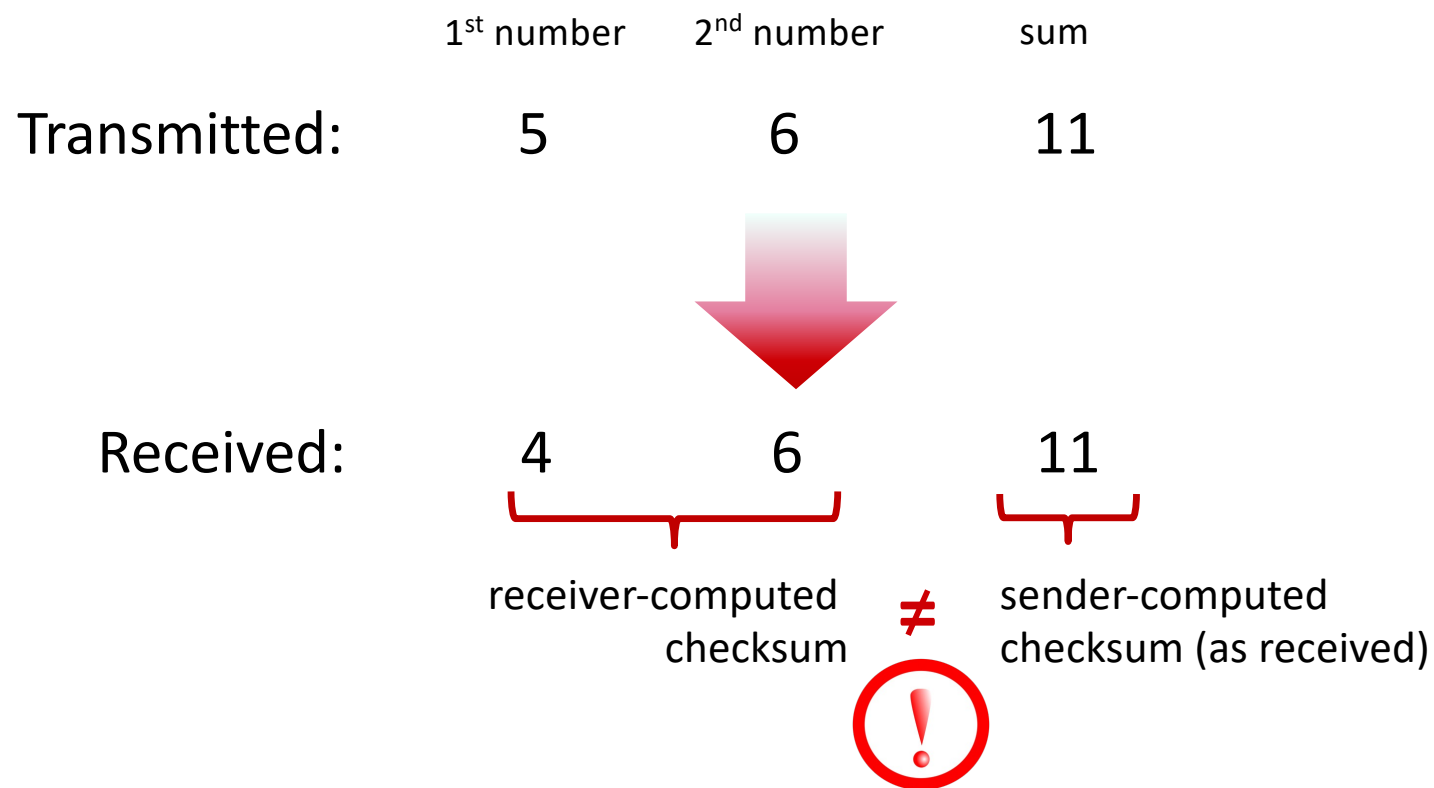 1st number 2nd number sum
Transmitted: 5 6 11
Received: 4 6 11
receiver-computed ≠ sender-computed
checksum checksum (as received)
!